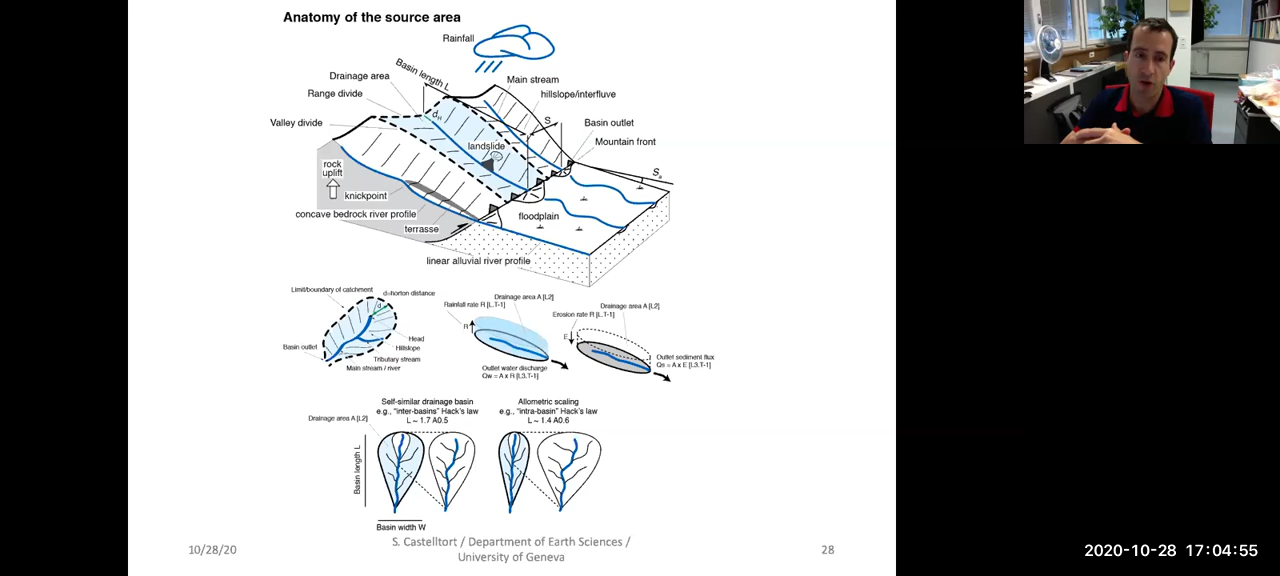 Anatomy of the source area
Rainfall
Basin length L
Drainage area
Main stream
Range divide
hillslope/interfluve
dH
S
Valley divide
Basin outlet
landslide
Mountain front
rock
uplift
knickpoint
concave bedrock river profile
floodplain
terrasse
linear alluvial river profile
Limit/boundary of catchment
d=horton distance
d
Head
Hillslope
Basin outlet
Tributary stream
Main stream / river
Drainage area A [L2]
Rainfall rate R [L.T-1]
R
Outlet water discharge
Qw = A x R [L3.T-1]
Drainage area A [L2]
Erosion rate R [L.T-1]
E
Outlet sediment flux
Qs = A x E [L3.T-1]
Self-similar drainage basin
e.g., "inter-basins" Hack's law
L ~ 1.7 A0.5
Allometric scaling
e.g., "intra-basin" Hack's law
L ~ 1.4 A0.6
Drainage area A [L2]
Basin length L
Basin width W
10/28/20
S. Castelltort / Department of Earth Sciences /
University of Geneva
28
2020-10-28 17:04:55